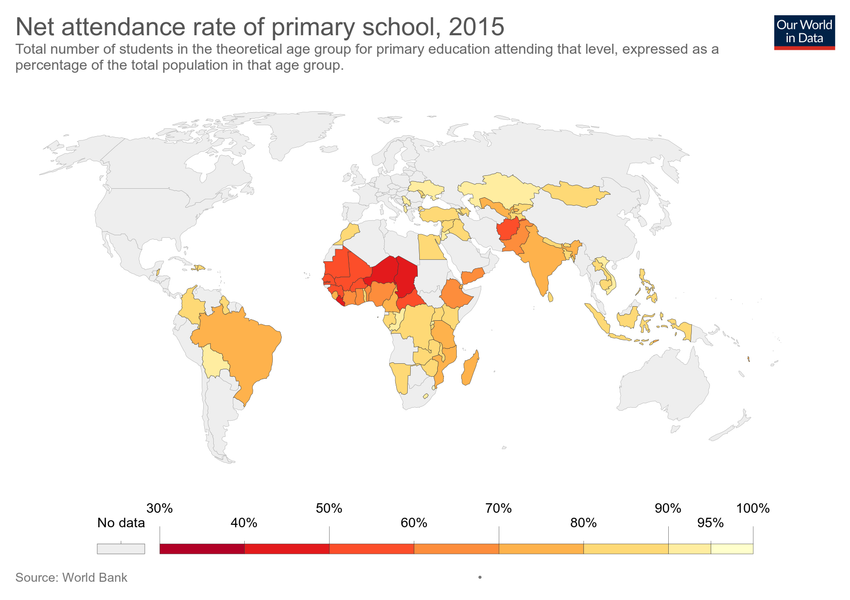 Net attendance rate of primary school, 2015
Our World
in Data
Total number of students in the theoretical age group for primary education attending that level, expressed as a
percentage of the total population in that age group.
30% 50% 70% 90% 100%
No data 40% 60% 80% 95%
Source: World Bank